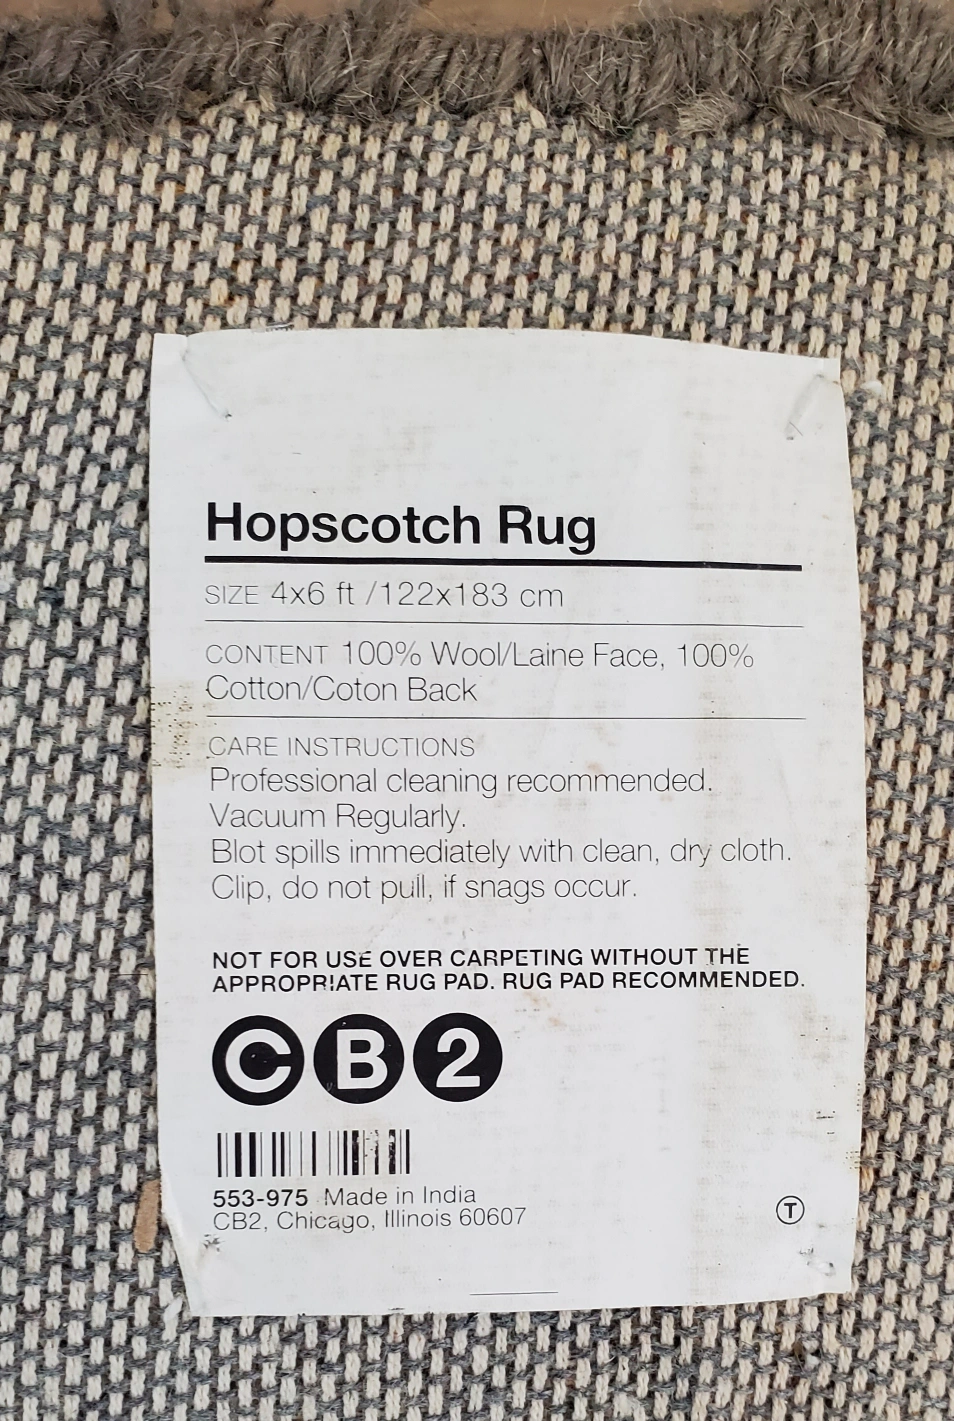 Hopscotch Rug
SIZE 4x6 ft /122x183 cm
CONTENT 100% Wool/Laine Face, 100%
Cotton/Coton Back
CARE INSTRUCTIONS
Professional cleaning recommended.
Vacuum Regularly.
Blot spills immediately with clean, dry cloth.
Clip, do not pull, if snags occur.
NOT FOR USE OVER CARPETING WITHOUT THE
APPROPRIATE RUG PAD. RUG PAD RECOMMENDED.
CB2
553-975 Made in India
CB2, Chicago, Illinois 60607
T